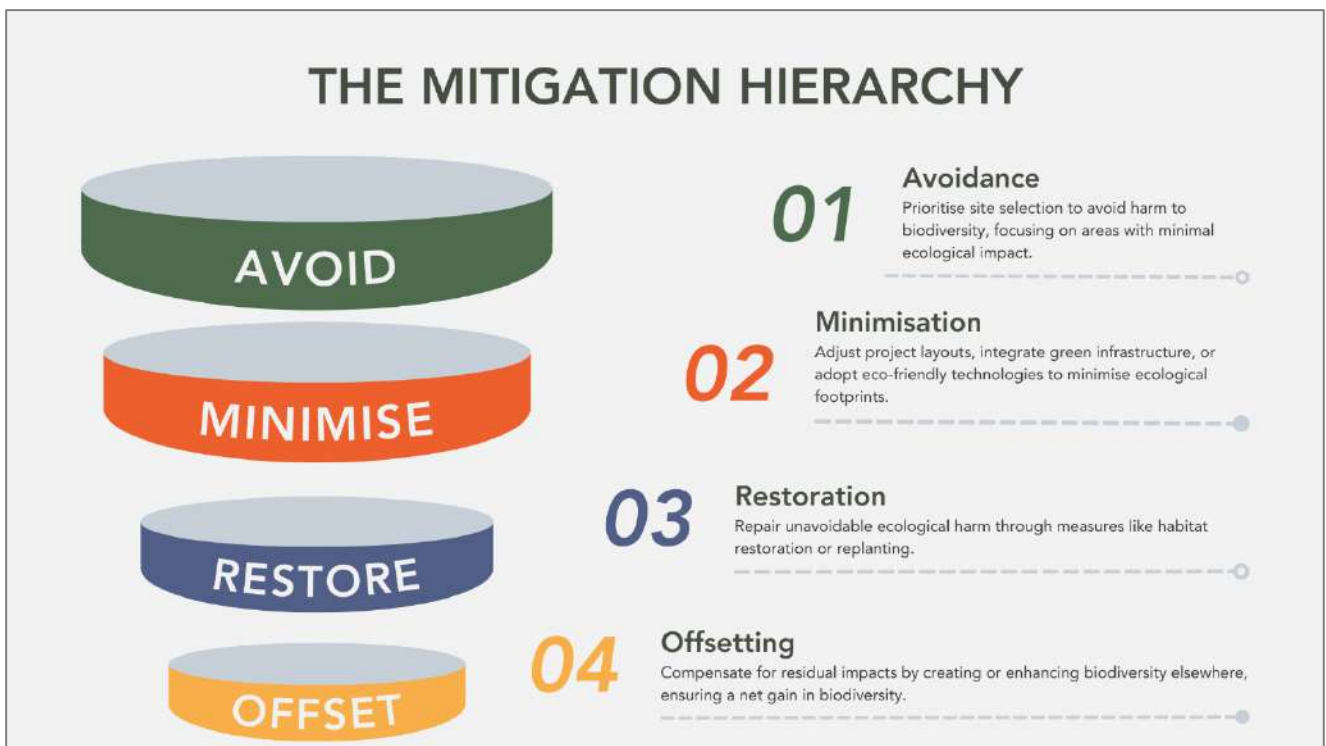 THE MITIGATION HIERARCHY
AVOID
01
Avoidance
Prioritise site selection to avoid harm to
biodiversity, focusing on areas with minimal
ecological impact.
MINIMISE
02
Minimisation
Adjust project layouts, integrate green infrastructure, or
adopt eco-friendly technologies to minimise ecological
footprints.
RESTORE
03
Restoration
Repair unavoidable ecological harm through measures like habitat
restoration or replanting.
OFFSET
04
Offsetting
Compensate for residual impacts by creating or enhancing biodiversity elsewhere,
ensuring a net gain in biodiversity.